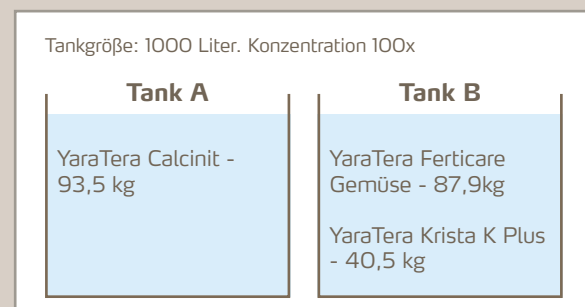 Tankgröße: 1000 Liter. Konzentration 100x
Tank A
YaraTera Calcinit -
93,5 kg
Tank B
YaraTera Ferticare
Gemüse - 87,9kg
YaraTera Krista K Plus
- 40,5 kg